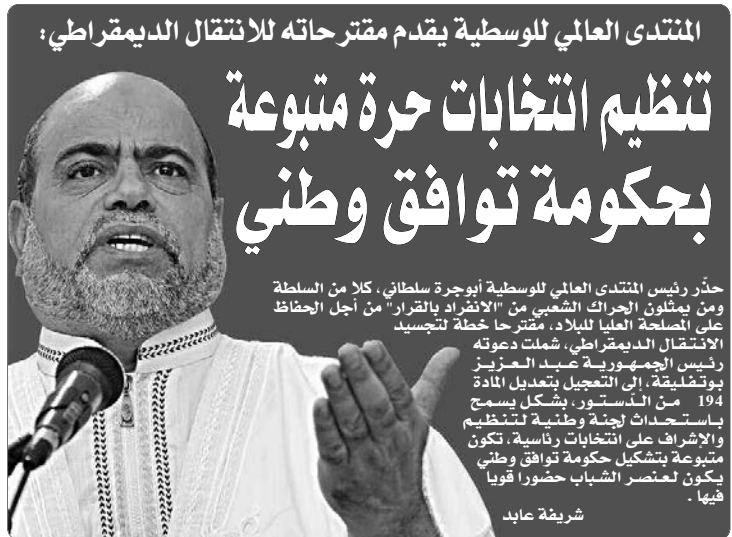 المنتدى العالمي للوسطية يقدم مقترحاته للانتقال الديمقراطي:
تنظيم انتخابات حرة متبوعة
بحكومة توافق وطني
حذّر رئيس المنتدى العالمي للوسطية أبوجرة سلطاني، كلا من السلطة
ومن يمثلون الحراك الشعبي من "الانفراد بالقرار" من أجل الحفاظ
على المصلحة العليا للبلاد، مقترحا خطة لتجسيد
الانتقال الديمقراطي، شملت دعوته
رئيس الجمهورية عبد العزيز
بوتفليقة، إلى التعجيل بتعديل المادة
194 من الدستور، بشكل يسمح
باستحداث لجنة وطنية لتنظيم
والإشراف على انتخابات رئاسية، تكون
متبوعة بتشكيل حكومة توافق وطني
يكون لعنصر الشباب حضورا قويا
فيها .
شريفة عابد